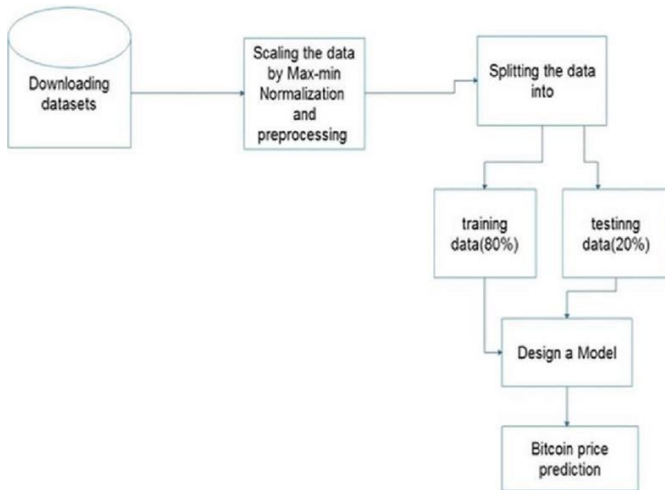 Downloading
datasets
Scaling the data
by Max-min
Normalization
and
preprocessing
Splitting the data
into
training
data(80%)
testinng
data(20%)
Design a Model
Bitcoin price
prediction